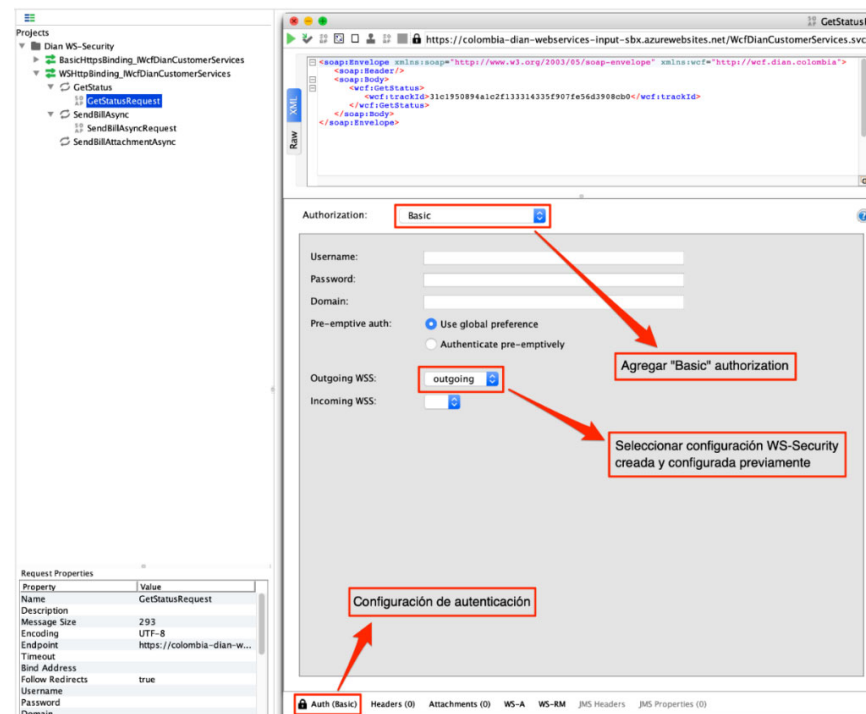 Projects
Dian WS-Security
BasicHttpsBinding_IWcfDianCustomerServices
WSHttpBinding_IWcfDianCustomerServices
GetStatus
GetStatusRequest
SendBillAsync
SendBillAsyncRequest
SendBillAttachmentAsync
Request Properties
Property Value
Name GetStatusRequest
Description
Message Size 293
Encoding UTF-8
Endpoint https://colombia-dian-w...
Timeout
Bind Address
Follow Redirects true
Username
Password
Domain
GetStatusl
https://colombia-dian-webservices-input-sbx.azurewebsites.net/WcfDianCustomerServices.svc
XML
Raw
<soap:Envelope xmlns:soap="http://www.w3.org/2003/05/soap-envelope" xmlns:wcf="http://wcf.dian.colombia">
<soap:Header/>
<soap:Body>
<wcf:GetStatus>
<wcf:trackId>31c1950894a1c2f133314335f907fe56d3908cb0</wcf:trackId>
</wcf:GetStatus>
</soap:Body>
</soap:Envelope>
Authorization: Basic
Username:
Password:
Domain:
Pre-emptive auth: Use global preference
Authenticate pre-emptively
Agregar "Basic" authorization
Outgoing WSS: outgoing
Incoming WSS:
Seleccionar configuración WS-Security
creada y configurada previamente
Configuración de autenticación
Auth (Basic) Headers (0) Attachments (0) WS-A WS-RM JMS Headers JMS Properties (0)